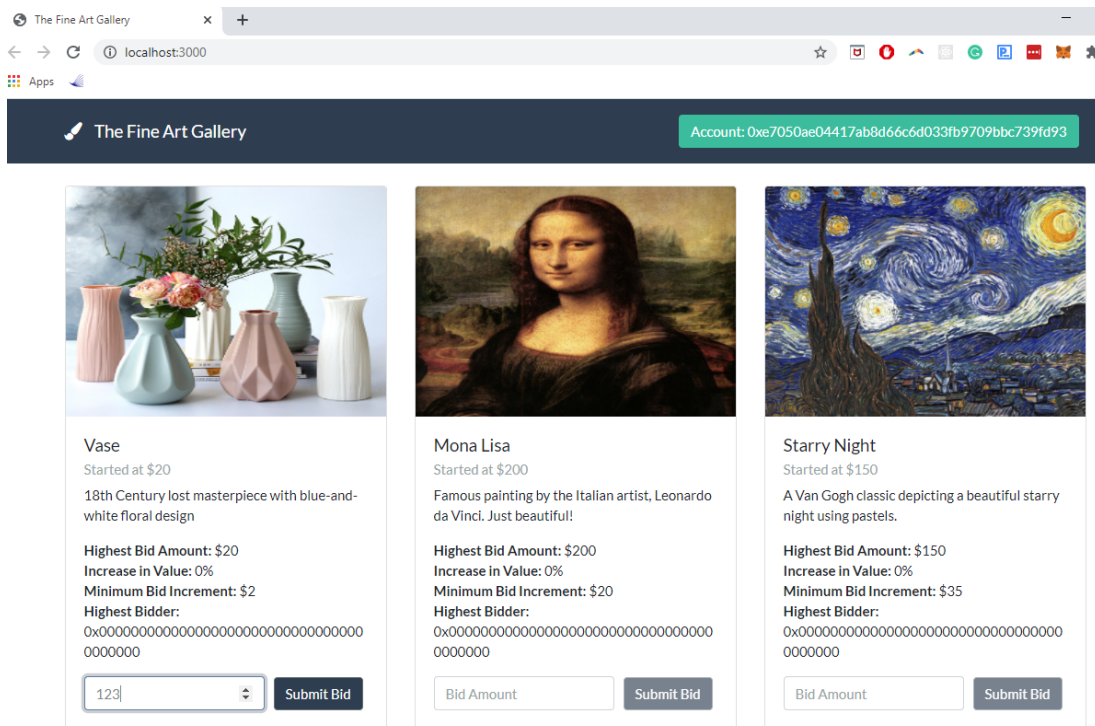 The Fine Art Gallery
localhost:3000
Apps
The Fine Art Gallery
Account: 0xe7050ae04417ab8d66c6d033fb9709bbc739fd93
Vase
Started at $20
18th Century lost masterpiece with blue-and-
white floral design
Highest Bid Amount: $20
Increase in Value: 0%
Minimum Bid Increment: $2
Highest Bidder:
0x000000000000000000000000000000000
0000000
123
Submit Bid
Mona Lisa
Started at $200
Famous painting by the Italian artist, Leonardo
da Vinci. Just beautiful!
Highest Bid Amount: $200
Increase in Value: 0%
Minimum Bid Increment: $20
Highest Bidder:
0x000000000000000000000000000000000
0000000
Bid Amount
Submit Bid
Starry Night
Started at $150
A Van Gogh classic depicting a beautiful starry
night using pastels.
Highest Bid Amount: $150
Increase in Value: 0%
Minimum Bid Increment: $35
Highest Bidder:
0x000000000000000000000000000000000
0000000
Bid Amount
Submit Bid